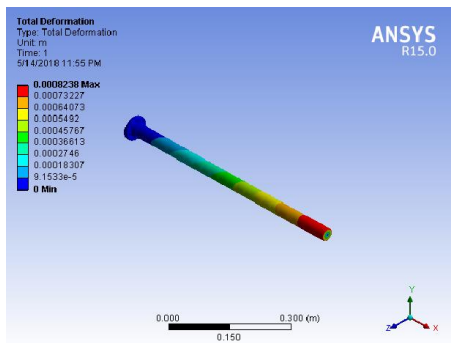 Total Deformation
Type: Total Deformation
Unit: m
Time: 1
5/14/2018 11:55 PM
ANSYS
R15.0
0.0008238 Max
0.00073227
0.00064073
0.0005492
0.00045767
0.00036613
0.0002746
0.00018307
9.1533e-5
0 Min
0.000
0.300 (m)
0.150
Y
Z
X